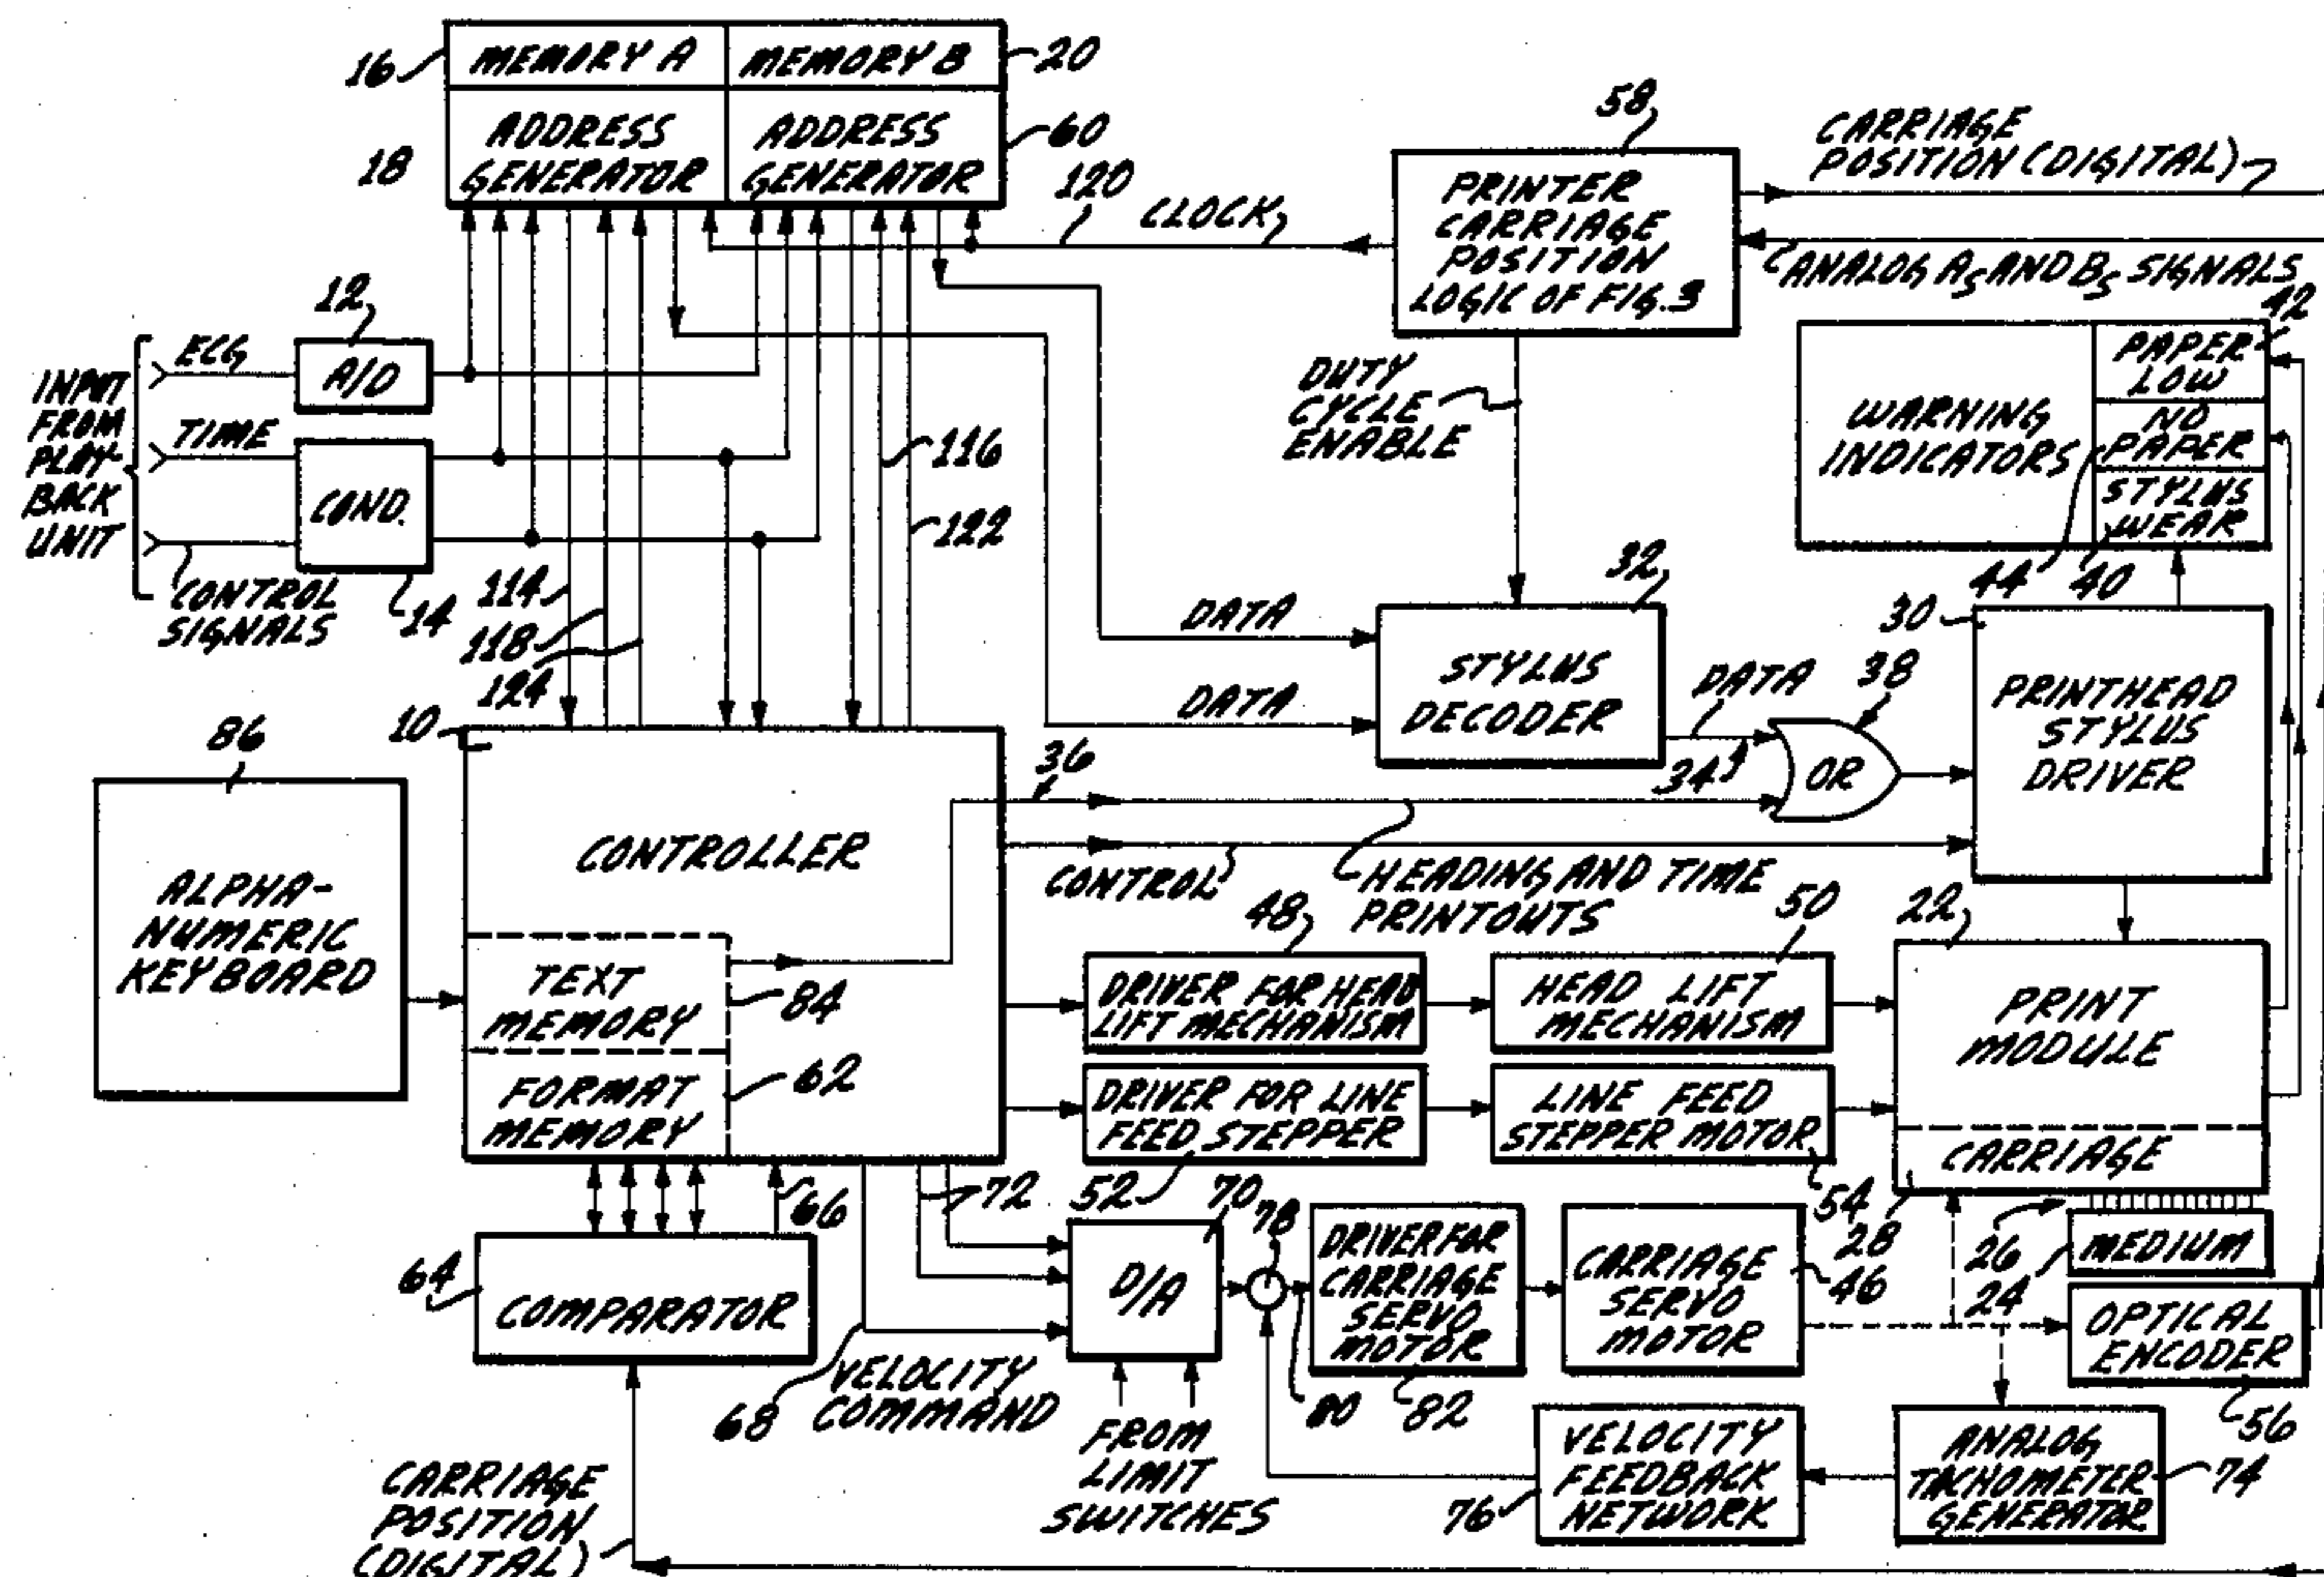 16
MEMORY A
MEMORY B
20
18
ADDRESS
GENERATOR
ADDRESS
GENERATOR
60
120
CLOCK
58
PRINTER
CARRIAGE
POSITION
LOGIC OF FIG. 3
CARRIAGE
POSITION (DIGITAL)
ANALOG AS AND BS SIGNALS
INPUT
FROM
PLAY-
BACK
UNIT
ECG
12
A/D
TIME
COND.
14
CONTROL
SIGNALS
114
118
124
116
122
DUTY
CYCLE
ENABLE
WARNING
INDICATORS
42
PAPER
LOW
NO
PAPER
STYLUS
WEAR
44
40
DATA
DATA
32
STYLUS
DECODER
DATA
34
38
OR
30
PRINTHEAD
STYLUS
DRIVER
86
ALPHA-
NUMERIC
KEYBOARD
10
CONTROLLER
36
CONTROL
HEADING AND TIME
PRINTOUTS
TEXT
MEMORY
84
FORMAT
MEMORY
62
48
DRIVER FOR HEAD
LIFT MECHANISM
50
HEAD LIFT
MECHANISM
22
PRINT
MODULE
DRIVER FOR LINE
FEED STEPPER
52
LINE FEED
STEPPER MOTOR
54
CARRIAGE
28
26
24
MEDIUM
66
72
64
COMPARATOR
68
VELOCITY
COMMAND
70
D/A
78
80
DRIVER FOR
CARRIAGE
SERVO
MOTOR
82
CARRIAGE
SERVO
MOTOR
46
OPTICAL
ENCODER
56
FROM
LIMIT
SWITCHES
76
VELOCITY
FEEDBACK
NETWORK
ANALOG
TACHOMETER
GENERATOR
74
CARRIAGE
POSITION
(DIGITAL)